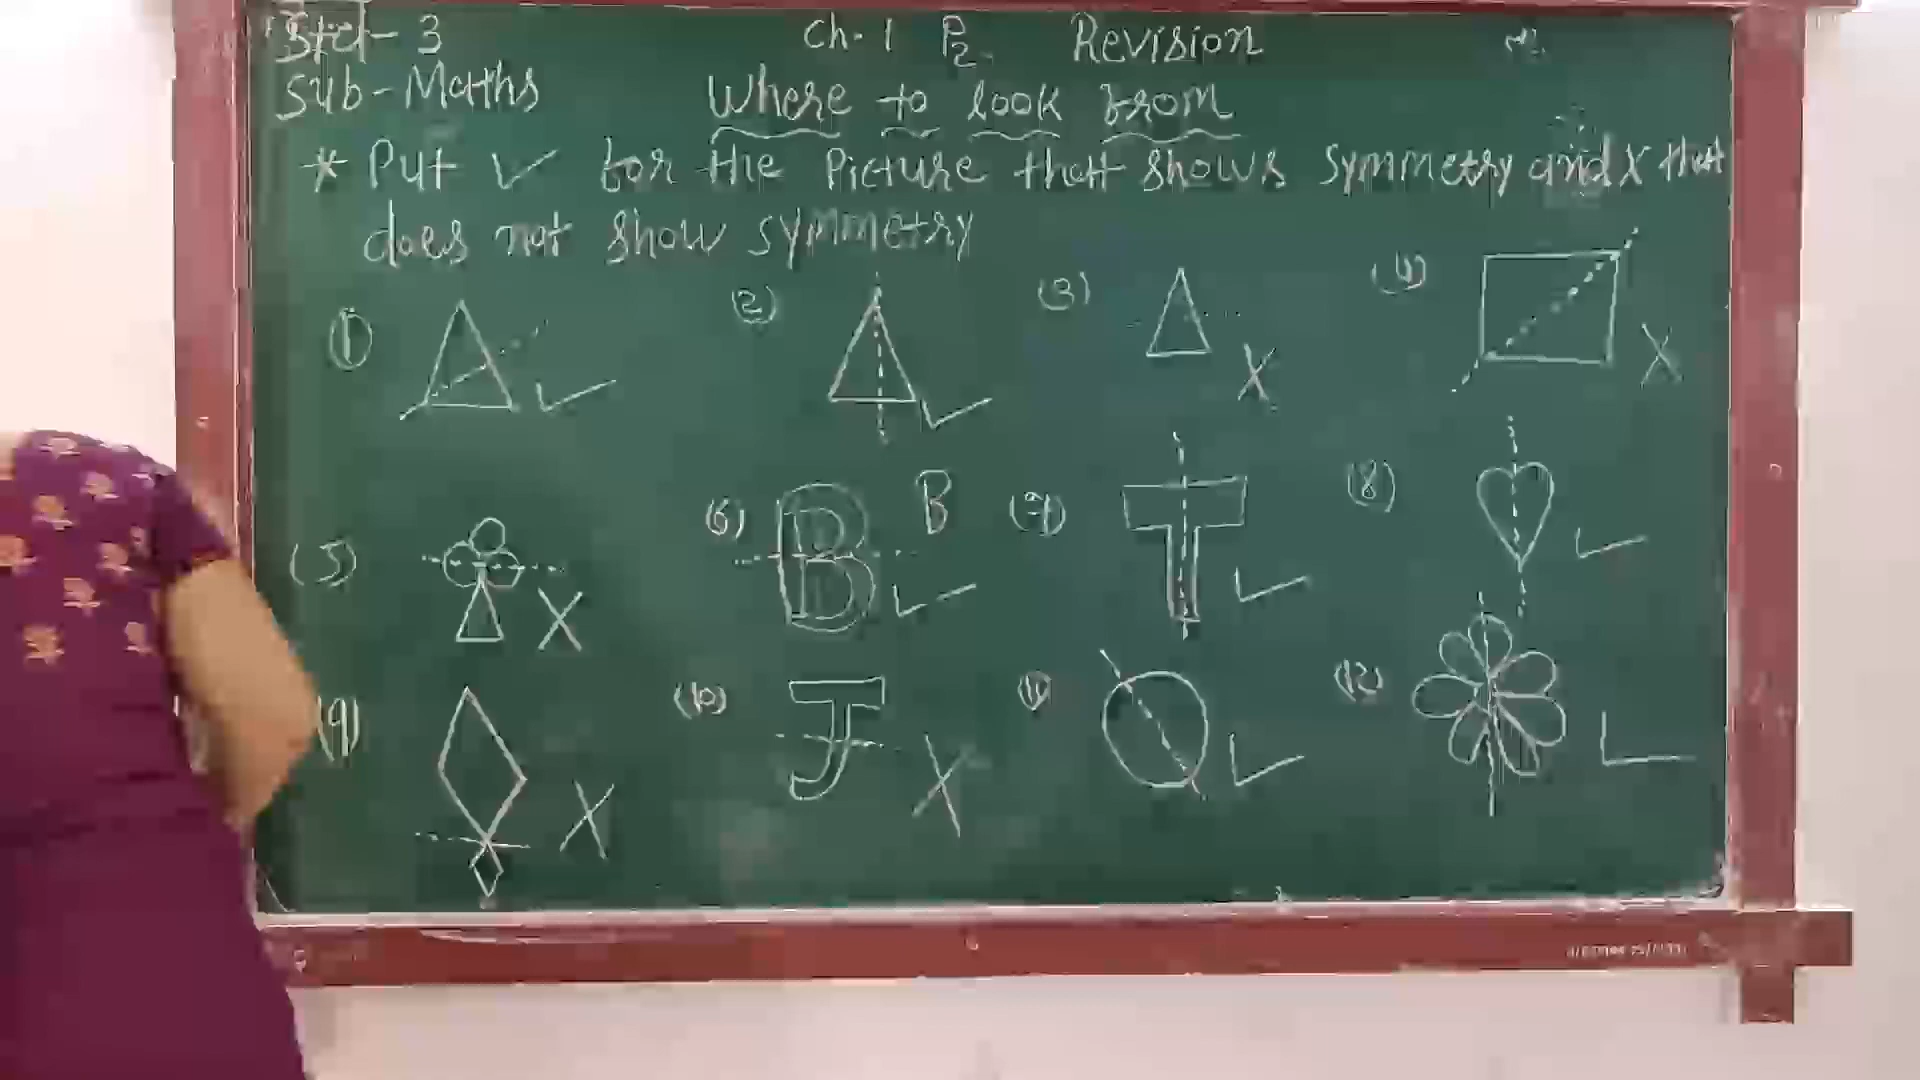 Std - 3
Ch. 1 P2. Revision
Sub - Maths
Where to look from
* Put ✓ for the Picture that shows symmetry and X that
does not show symmetry
① ✓
(2) ✓
(3) X
(4) X
(5) X
(6) B B ✓
(7) T ✓
(8) ✓
(9) X
(10) J X
(11) ✓
(12) ✓